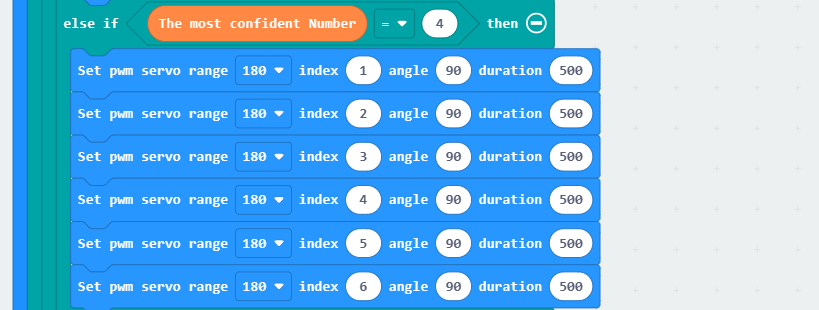 else if The most confident Number = 4 then
Set pwm servo range 180 index 1 angle 90 duration 500
Set pwm servo range 180 index 2 angle 90 duration 500
Set pwm servo range 180 index 3 angle 90 duration 500
Set pwm servo range 180 index 4 angle 90 duration 500
Set pwm servo range 180 index 5 angle 90 duration 500
Set pwm servo range 180 index 6 angle 90 duration 500